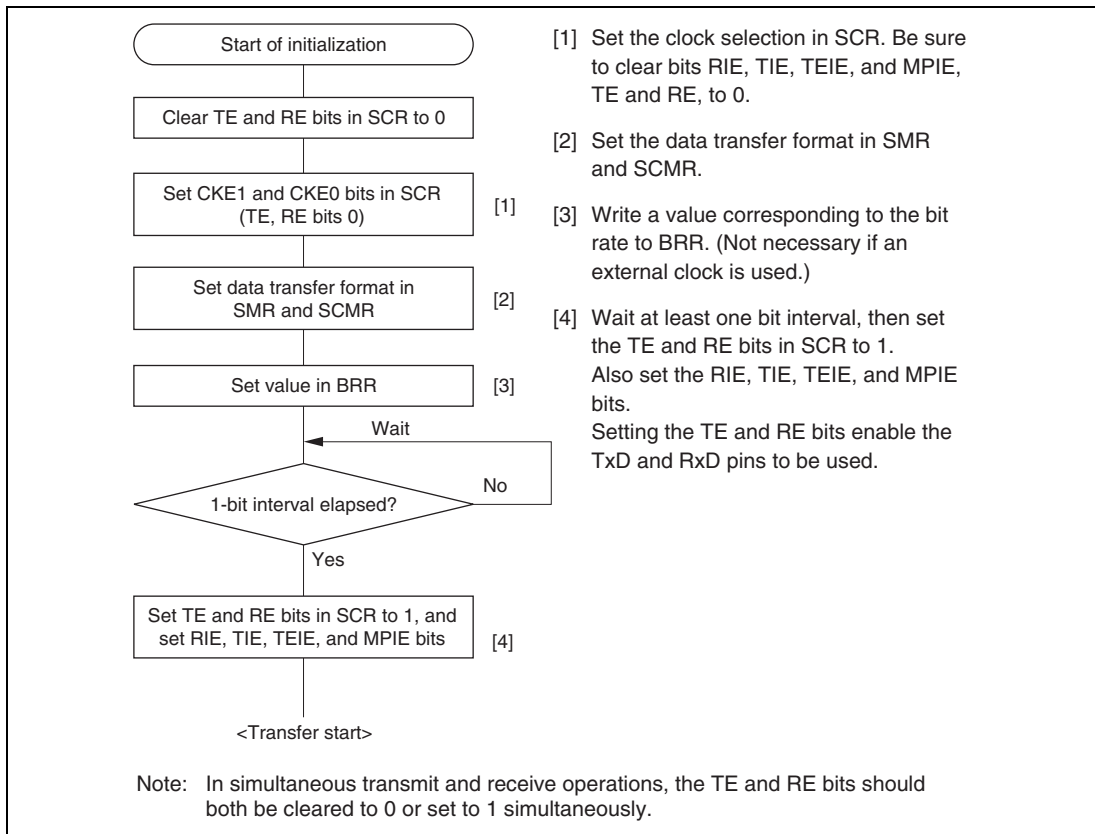 Start of initialization
Clear TE and RE bits in SCR to 0
Set CKE1 and CKE0 bits in SCR
(TE, RE bits 0)
[1]
Set data transfer format in
SMR and SCMR
[2]
Set value in BRR
[3]
Wait
1-bit interval elapsed?
No
Yes
Set TE and RE bits in SCR to 1, and
set RIE, TIE, TEIE, and MPIE bits
[4]
<Transfer start>
[1] Set the clock selection in SCR. Be sure
to clear bits RIE, TIE, TEIE, and MPIE,
TE and RE, to 0.
[2] Set the data transfer format in SMR
and SCMR.
[3] Write a value corresponding to the bit
rate to BRR. (Not necessary if an
external clock is used.)
[4] Wait at least one bit interval, then set
the TE and RE bits in SCR to 1.
Also set the RIE, TIE, TEIE, and MPIE
bits.
Setting the TE and RE bits enable the
TxD and RxD pins to be used.
Note: In simultaneous transmit and receive operations, the TE and RE bits should
both be cleared to 0 or set to 1 simultaneously.